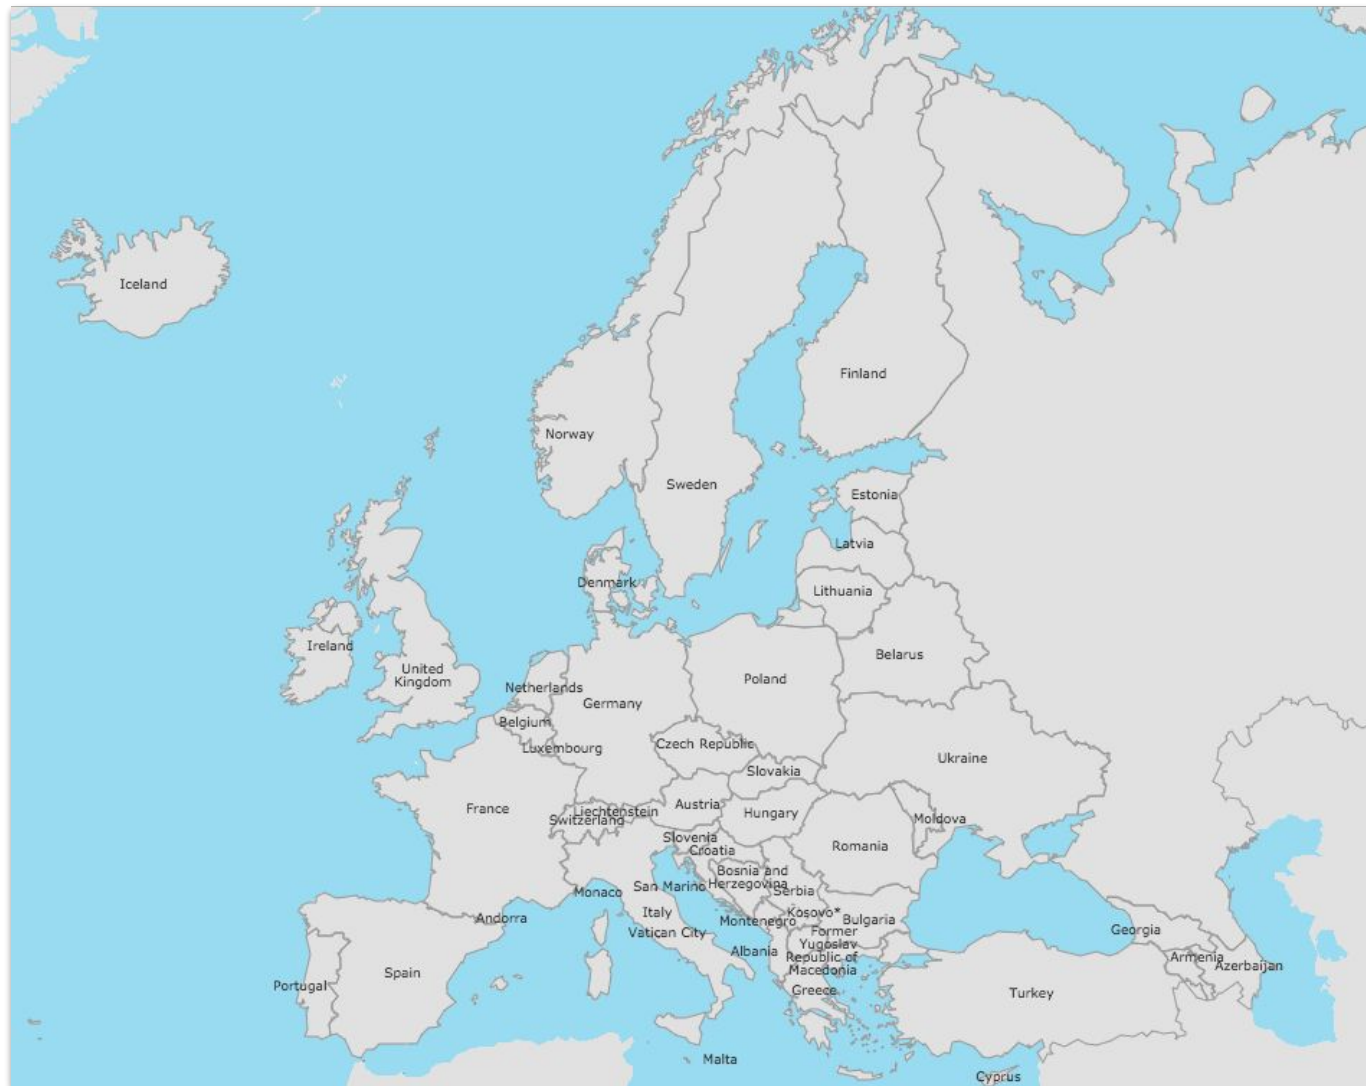 Iceland
Finland
Norway
Sweden
Estonia
Latvia
Denmark
Lithuania
Ireland
Belarus
United
Kingdom
Poland
Netherlands
Germany
Belgium
Czech Republic
Luxembourg
Ukraine
Slovakia
Austria
France
Liechtenstein
Switzerland
Hungary
Moldova
Slovenia
Croatia
Romania
Bosnia and
Herzegovina
San Marino
Monaco
Serbia
Italy
Kosovo*
Andorra
Montenegro
Bulgaria
Georgia
Vatican City
Former
Yugoslav
Republic of
Macedonia
Albania
Armenia
Azerbaijan
Spain
Portugal
Greece
Turkey
Malta
Cyprus